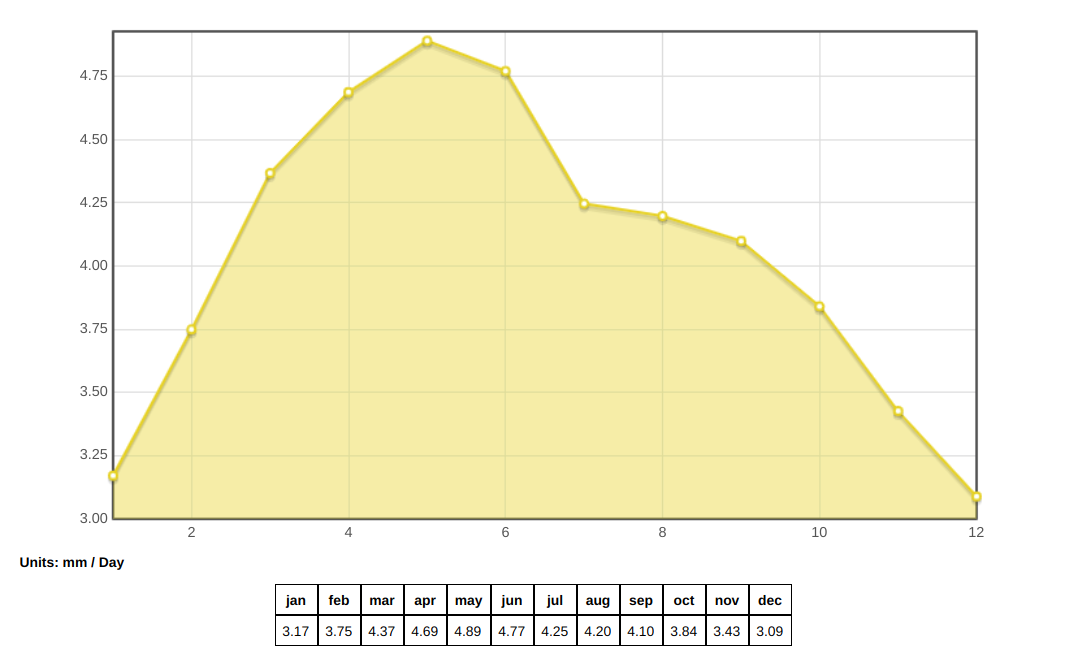 4.75
4.50
4.25
4.00
3.75
3.50
3.25
3.00
2 4 6 8 10 12
Units: mm / Day
jan feb mar apr may jun jul aug sep oct nov dec
3.17 3.75 4.37 4.69 4.89 4.77 4.25 4.20 4.10 3.84 3.43 3.09